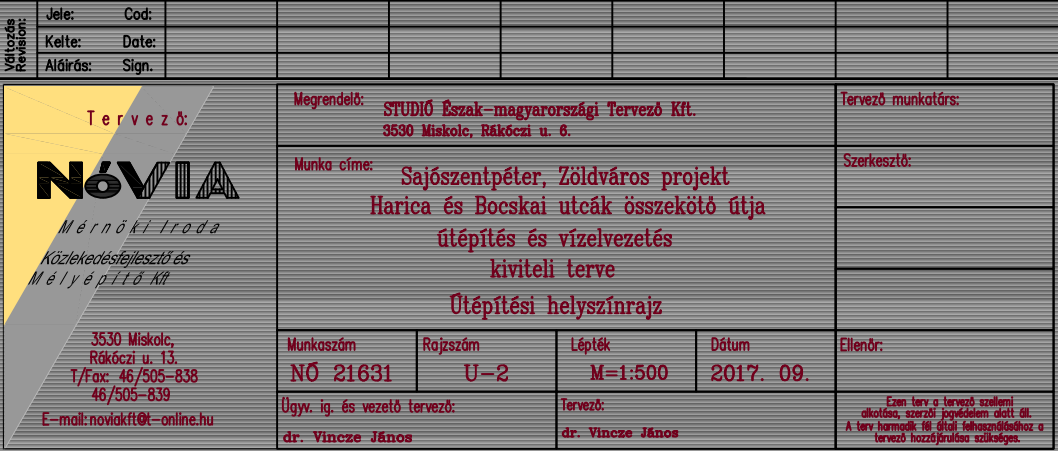 Változás
Revision:
Jele: Cod:
Kelte: Date:
Aláirás: Sign.
Tervező:
NóVIA
Mérnöki Iroda
Közlekedésfejlesztő és
Mélyépítő Kft
3530 Miskolc,
Rákóczi u. 13.
T/Fax: 46/505-838
46/505-839
E-mail:noviakft@t-online.hu
Megrendelő:
STUDIÓ Észak-magyarországi Tervező Kft.
3530 Miskolc, Rákóczi u. 6.
Munka címe:
Sajószentpéter, Zöldváros projekt
Harica és Bocskai utcák összekötő útja
útépítés és vízelvezetés
kiviteli terve
Útépítési helyszínrajz
Munkaszám
NÓ 21631
Rajzszám
U-2
Lépték
M=1:500
Dátum
2017. 09.
Ügyv. ig. és vezető tervező:
dr. Vincze János
Tervező:
dr. Vincze János
Tervező munkatárs:
Szerkesztő:
Ellenőr:
Ezen terv a tervező szellemi
alkotása, szerzői jogvédelem alatt áll.
A terv harmadik fél általi felhasználásához a
tervező hozzájárulása szükséges.